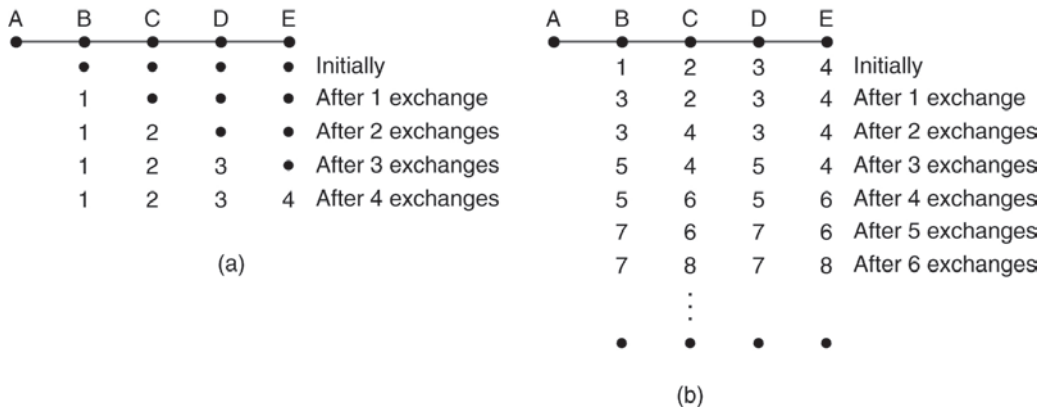 A B C D E
Initially
1 After 1 exchange
1 2 After 2 exchanges
1 2 3 After 3 exchanges
1 2 3 4 After 4 exchanges
(a)
A B C D E
1 2 3 4 Initially
3 2 3 4 After 1 exchange
3 4 3 4 After 2 exchanges
5 4 5 4 After 3 exchanges
5 6 5 6 After 4 exchanges
7 6 7 6 After 5 exchanges
7 8 7 8 After 6 exchanges
(b)